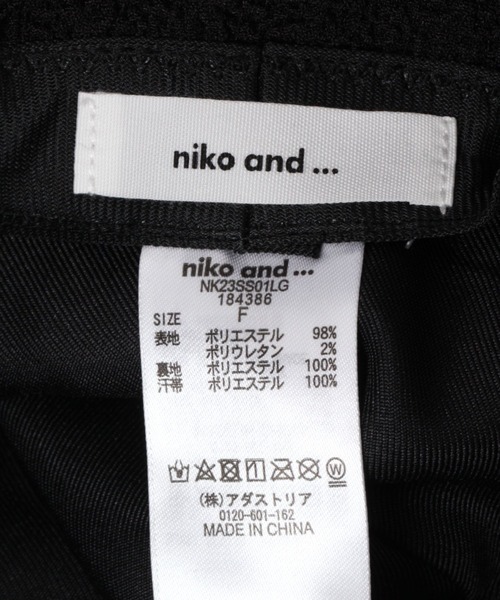 niko and ...
niko and ...
NK23SS01LG
184386
SIZE F
表地 ポリエステル 98%
ポリウレタン 2%
裏地 ポリエステル 100%
汗帯 ポリエステル 100%
W
(株)アダストリア
0120-601-162
MADE IN CHINA